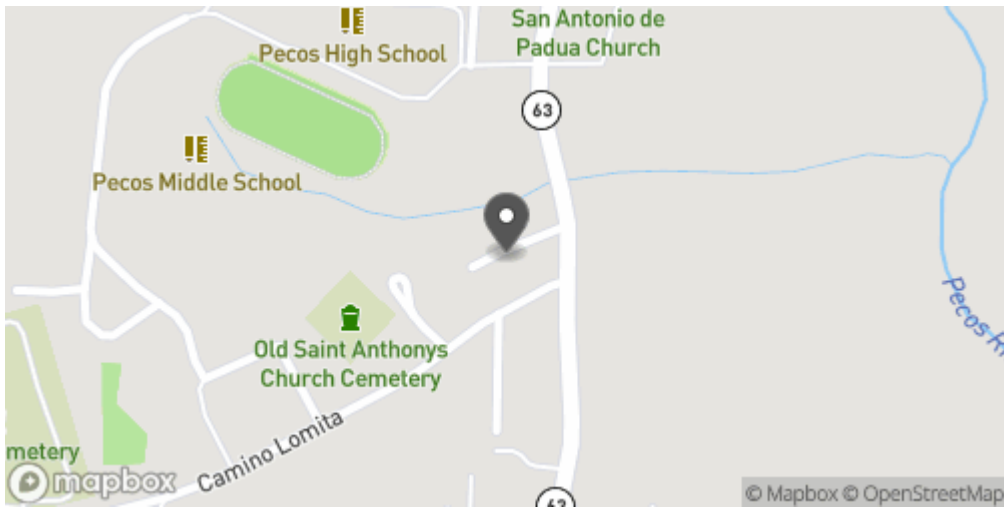 San Antonio de
Padua Church
Pecos High School
63
Pecos Middle School
Pecos Ri
Old Saint Anthonys
Church Cemetery
Camino Lomita
metery
mapbox
63
© Mapbox © OpenStreetMap